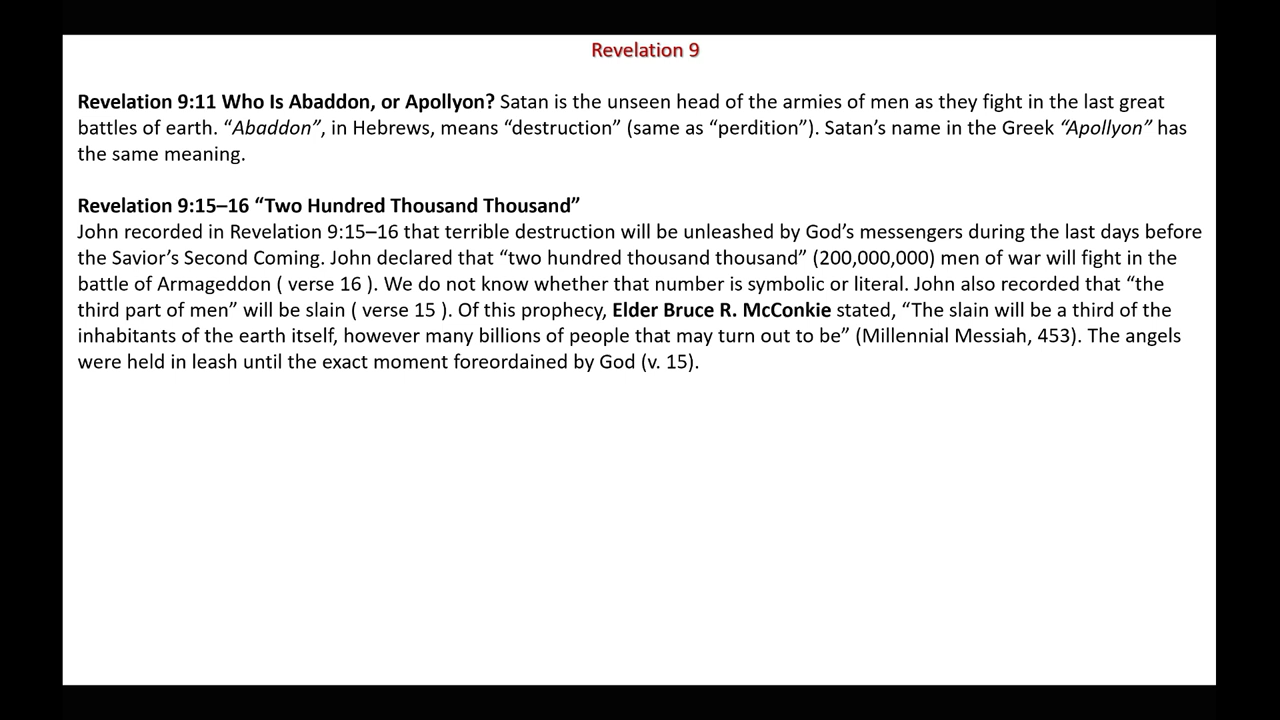 Revelation 9
Revelation 9:11 Who Is Abaddon, or Apollyon? Satan is the unseen head of the armies of men as they fight in the last great
battles of earth. “Abaddon”, in Hebrews, means “destruction” (same as “perdition”). Satan’s name in the Greek “Apollyon” has
the same meaning.
Revelation 9:15–16 “Two Hundred Thousand Thousand”
John recorded in Revelation 9:15–16 that terrible destruction will be unleashed by God’s messengers during the last days before
the Savior’s Second Coming. John declared that “two hundred thousand thousand” (200,000,000) men of war will fight in the
battle of Armageddon ( verse 16 ). We do not know whether that number is symbolic or literal. John also recorded that “the
third part of men” will be slain ( verse 15 ). Of this prophecy, Elder Bruce R. McConkie stated, “The slain will be a third of the
inhabitants of the earth itself, however many billions of people that may turn out to be” (Millennial Messiah, 453). The angels
were held in leash until the exact moment foreordained by God (v. 15).